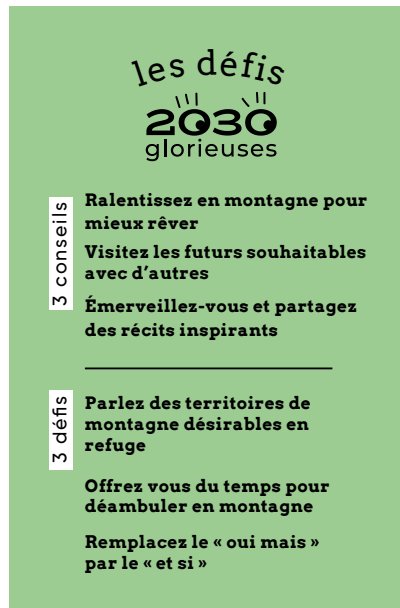 les défis
2030
glorieuses
3 conseils
Ralentissez en montagne pour
mieux rêver
Visitez les futurs souhaitables
avec d’autres
Émerveillez-vous et partagez
des récits inspirants
3 défis
Parlez des territoires de
montagne désirables en
refuge
Offrez vous du temps pour
déambuler en montagne
Remplacez le « oui mais »
par le « et si »